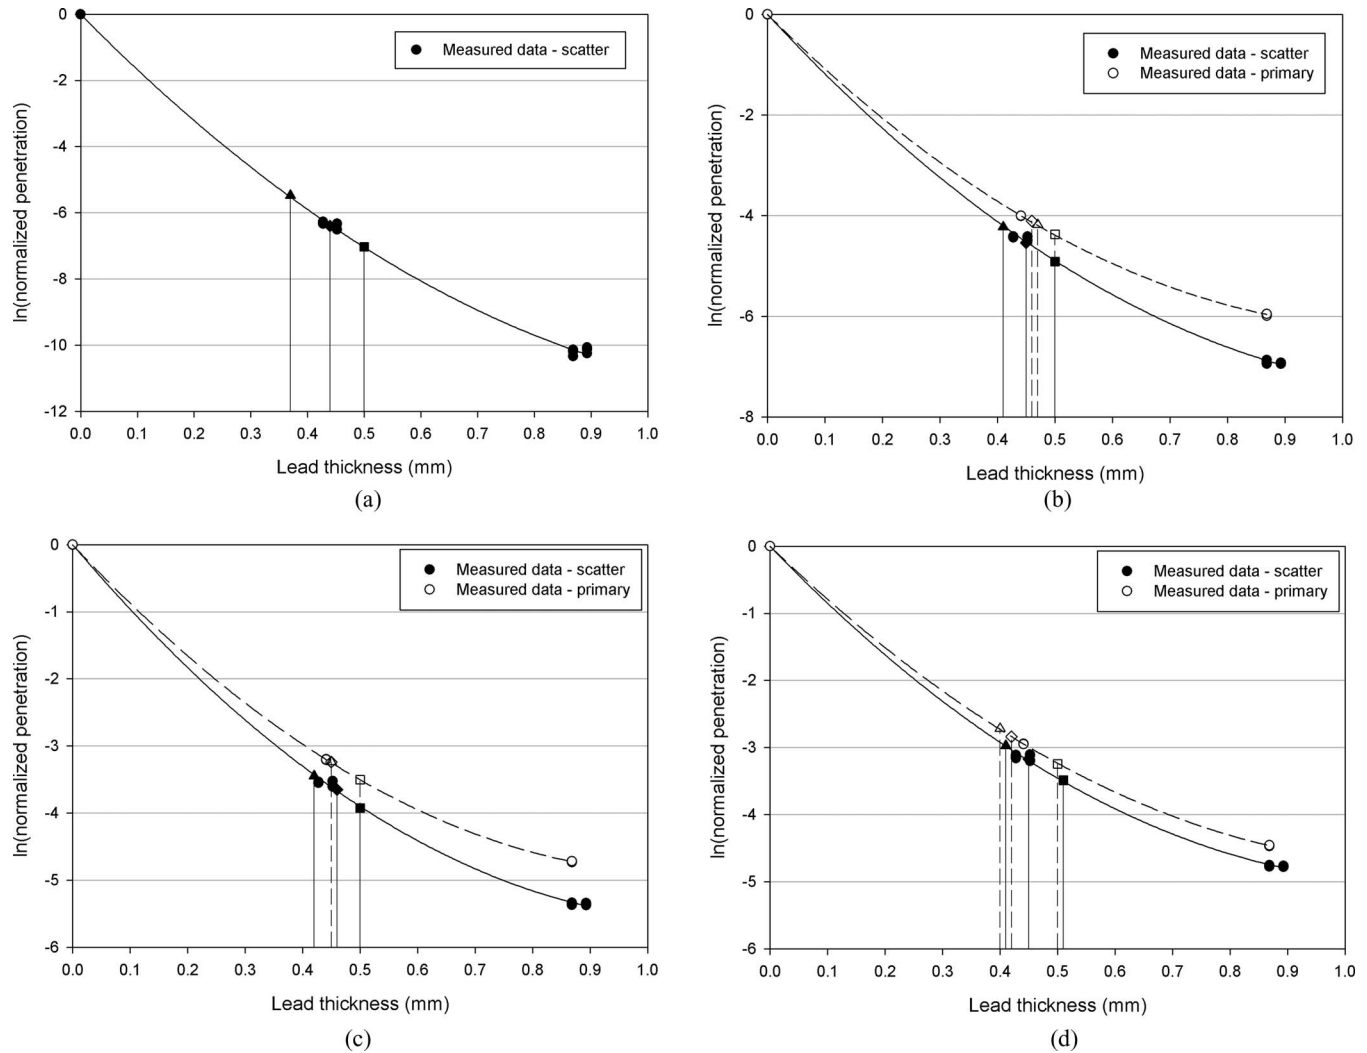 Measured data - scatter
ln(normalized penetration)
0
-2
-4
-6
-8
-10
-12
0.0 0.1 0.2 0.3 0.4 0.5 0.6 0.7 0.8 0.9 1.0
Lead thickness (mm)
(a)
Measured data - scatter
Measured data - primary
ln(normalized penetration)
0
-2
-4
-6
-8
0.0 0.1 0.2 0.3 0.4 0.5 0.6 0.7 0.8 0.9 1.0
Lead thickness (mm)
(b)
Measured data - scatter
Measured data - primary
ln(normalized penetration)
0
-1
-2
-3
-4
-5
-6
0.0 0.1 0.2 0.3 0.4 0.5 0.6 0.7 0.8 0.9 1.0
Lead thickness (mm)
(c)
Measured data - scatter
Measured data - primary
ln(normalized penetration)
0
-1
-2
-3
-4
-5
-6
0.0 0.1 0.2 0.3 0.4 0.5 0.6 0.7 0.8 0.9 1.0
Lead thickness (mm)
(d)